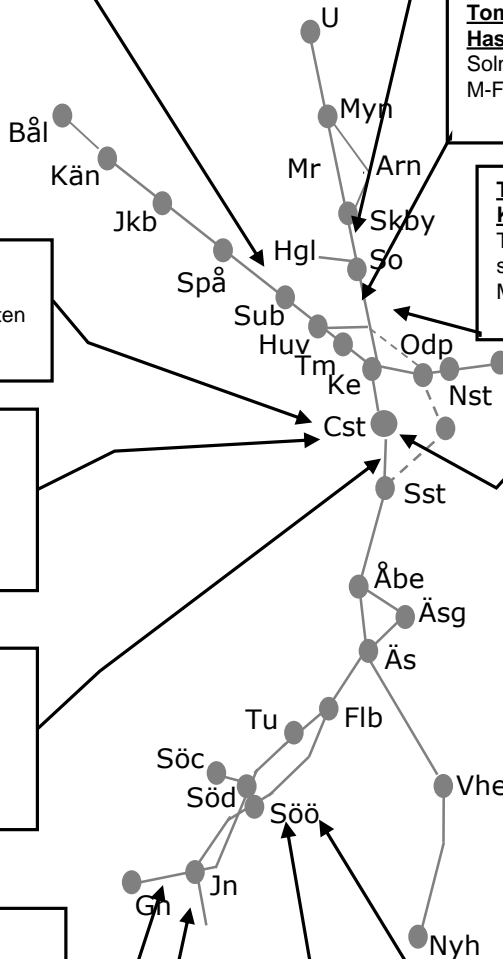 U
Tom
Has
Soln
M-F
Myn
Bål
Mr
Arn
Kän
Skby
Jkb
Hgl
So
Spå
ten
Sub
Huv
Odp
Tm
Ke
Nst
Cst
Sst
Åbe
Äsg
Äs
Tu
Flb
Söc
Söd
Söö
Vhe
Jn
Gn
Nyh